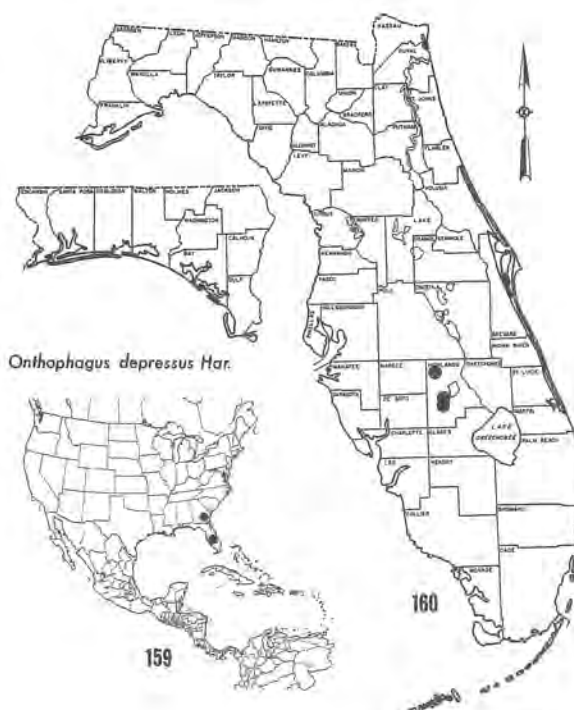 GADSDEN
LEON
JEFFERSON
MADISON
HAMILTON
BAKER
NASSAU
DUVAL
LIBERTY
WAKULLA
TAYLOR
SUWANNEE
COLUMBIA
UNION
CLAY
ST. JOHNS
FRANKLIN
LAFAYETTE
BRADFORD
DIXIE
ALACHUA
PUTNAM
GILCHRIST
FLAGLER
LEVY
MARION
VOLUSIA
ESCAMBIA
SANTA ROSA
OKALOOSA
WALTON
HOLMES
JACKSON
WASHINGTON
BAY
CALHOUN
GULF
CITRUS
SUMTER
LAKE
ORANGE
SEMINOLE
HERNANDO
PASCO
POLK
OSCEOLA
HILLSBOROUGH
PINELLAS
BREVARD
INDIAN RIVER
Onthophagus depressus Har.
MANATEE
HARDEE
HIGHLANDS
OKEECHOBEE
ST. LUCIE
SARASOTA
DE SOTO
MARTIN
CHARLOTTE
GLADES
LAKE
OKEECHOBEE
PALM BEACH
LEE
HENDRY
COLLIER
BROWARD
DADE
MONROE
160
159